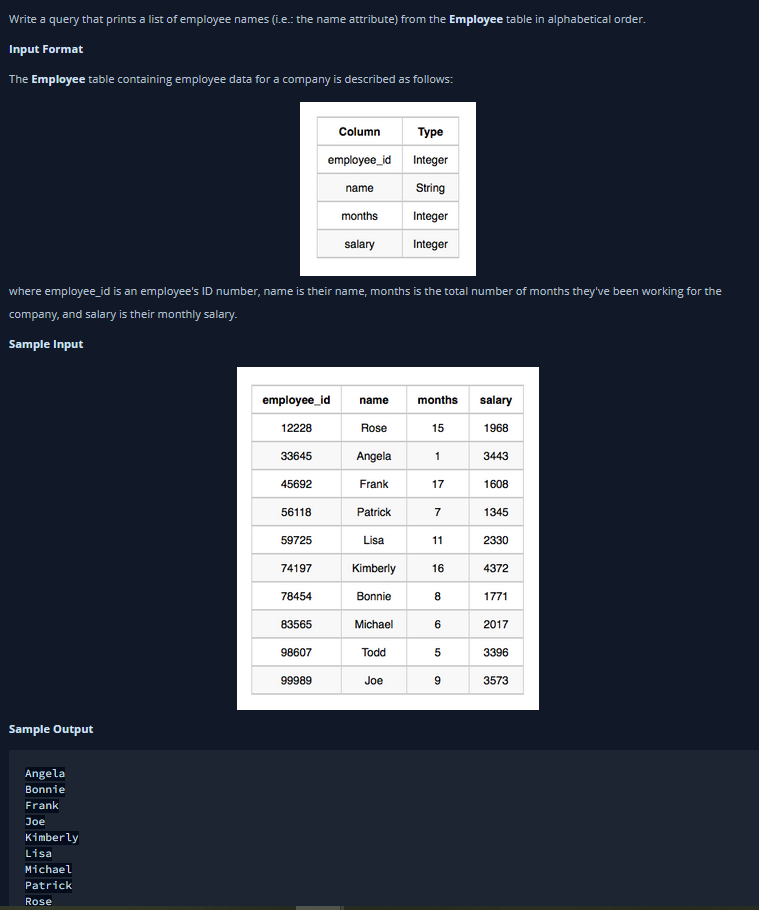 Write a query that prints a list of employee names (i.e.: the name attribute) from the Employee table in alphabetical order.
Input Format
The Employee table containing employee data for a company is described as follows:
Column Type
employee_id Integer
name String
months Integer
salary Integer
where employee_id is an employee's ID number, name is their name, months is the total number of months they've been working for the
company, and salary is their monthly salary.
Sample Input
employee_id name months salary
12228 Rose 15 1968
33645 Angela 1 3443
45692 Frank 17 1608
56118 Patrick 7 1345
59725 Lisa 11 2330
74197 Kimberly 16 4372
78454 Bonnie 8 1771
83565 Michael 6 2017
98607 Todd 5 3396
99989 Joe 9 3573
Sample Output
Angela
Bonnie
Frank
Joe
Kimberly
Lisa
Michael
Patrick
Rose